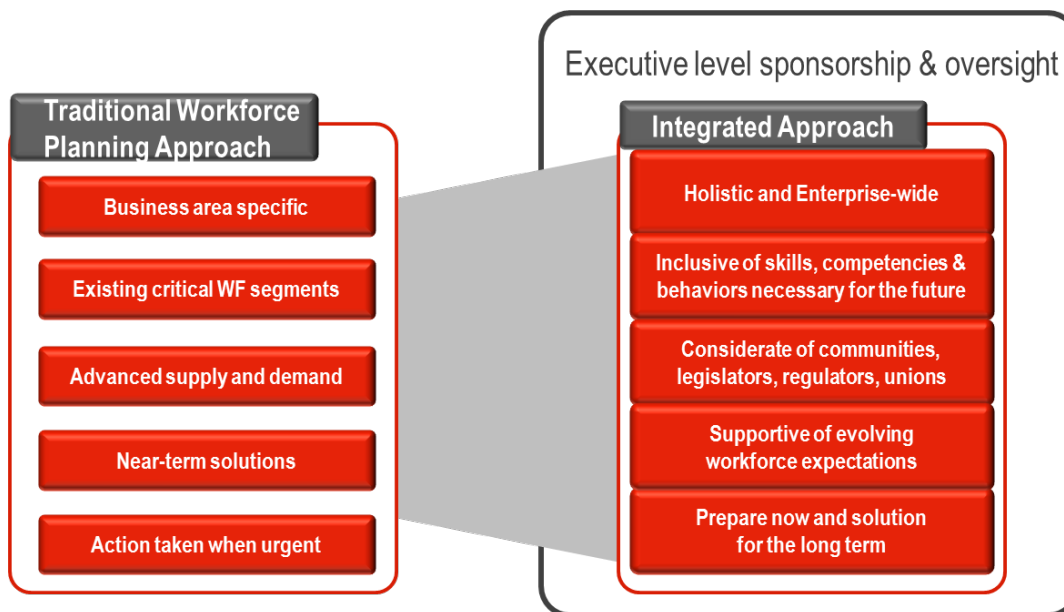 Executive level sponsorship & oversight
Traditional Workforce
Planning Approach
Business area specific
Existing critical WF segments
Advanced supply and demand
Near-term solutions
Action taken when urgent
Integrated Approach
Holistic and Enterprise-wide
Inclusive of skills, competencies &
behaviors necessary for the future
Considerate of communities,
legislators, regulators, unions
Supportive of evolving
workforce expectations
Prepare now and solution
for the long term